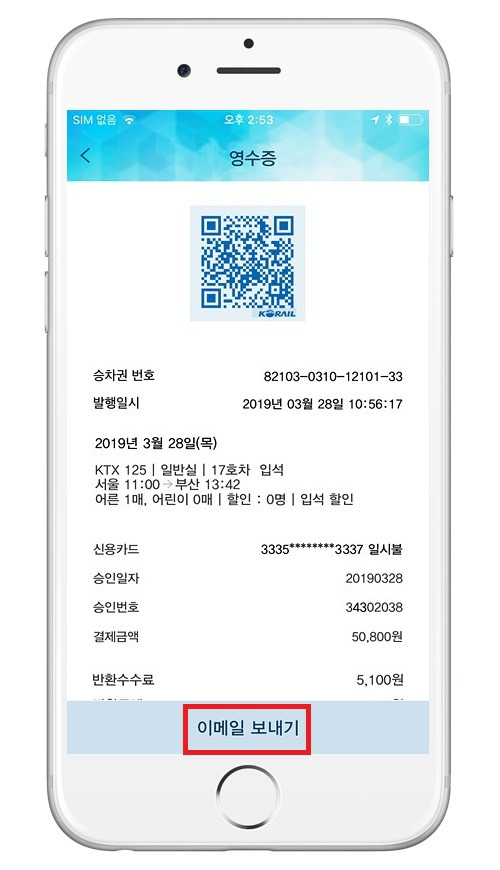 SIM 없음 오후 2:53
영수증
KORAIL
승차권 번호 82103-0310-12101-33
발행일시 2019년 03월 28일 10:56:17
2019년 3월 28일(목)
KTX 125 | 일반실 | 17호차 입석
서울 11:00→부산 13:42
어른 1매, 어린이 0매 | 할인 : 0명 | 입석 할인
신용카드 3335********3337 일시불
승인일자 20190328
승인번호 34302038
결제금액 50,800원
반환수수료 5,100원
이메일 보내기